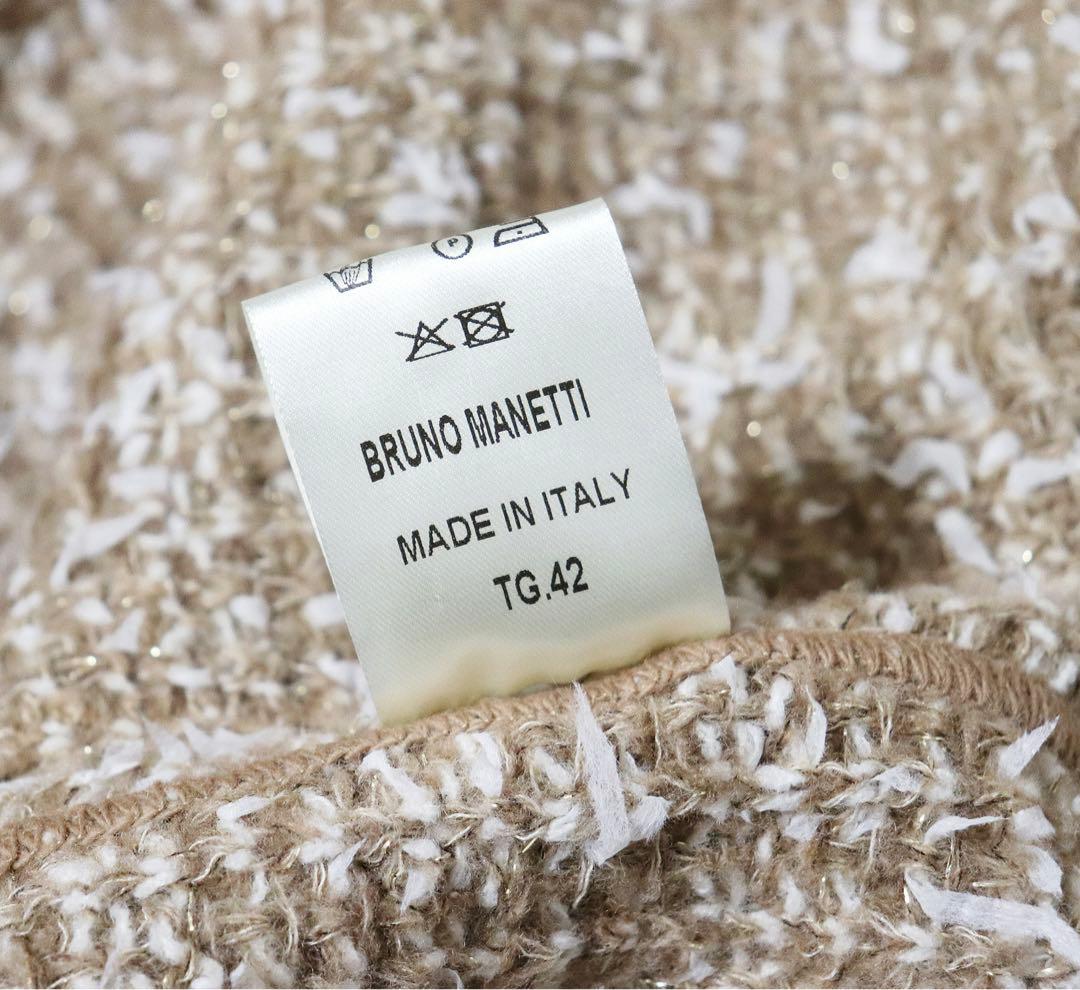 P
BRUNO MANETTI
MADE IN ITALY
TG.42